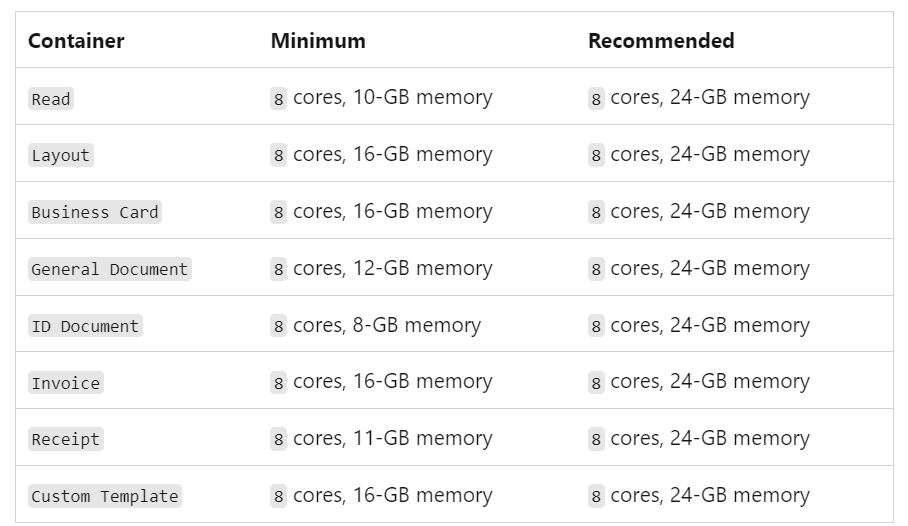 Container Minimum Recommended
Read 8 cores, 10-GB memory 8 cores, 24-GB memory
Layout 8 cores, 16-GB memory 8 cores, 24-GB memory
Business Card 8 cores, 16-GB memory 8 cores, 24-GB memory
General Document 8 cores, 12-GB memory 8 cores, 24-GB memory
ID Document 8 cores, 8-GB memory 8 cores, 24-GB memory
Invoice 8 cores, 16-GB memory 8 cores, 24-GB memory
Receipt 8 cores, 11-GB memory 8 cores, 24-GB memory
Custom Template 8 cores, 16-GB memory 8 cores, 24-GB memory